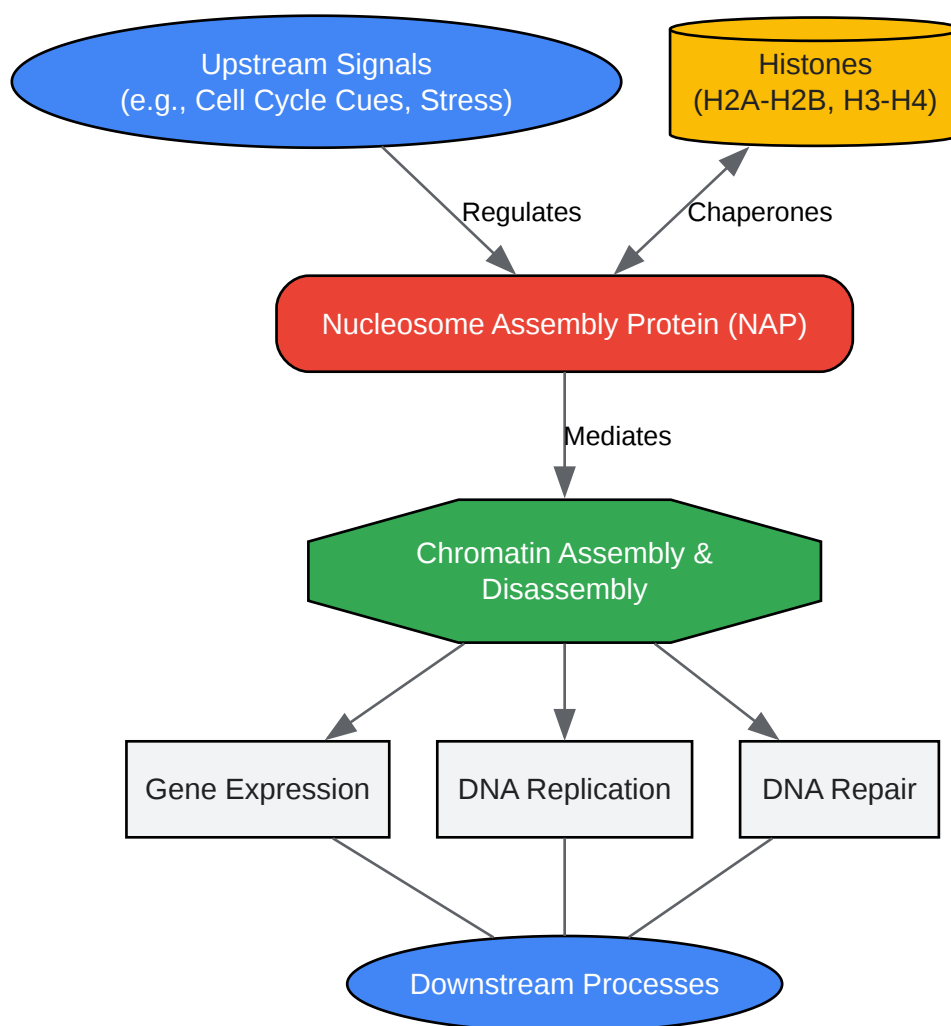 Upstream Signals
(e.g., Cell Cycle Cues, Stress)
Histones
(H2A-H2B, H3-H4)
Regulates
Chaperones
Nucleosome Assembly Protein (NAP)
Mediates
Chromatin Assembly &
Disassembly
Gene Expression
DNA Replication
DNA Repair
Downstream Processes